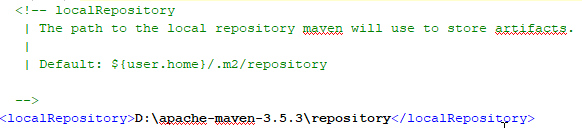 <!-- localRepository
| The path to the local repository maven will use to store artifacts.
|
| Default: ${user.home}/.m2/repository
-->
<localRepository>D:\apache-maven-3.5.3\repository</localRepository>